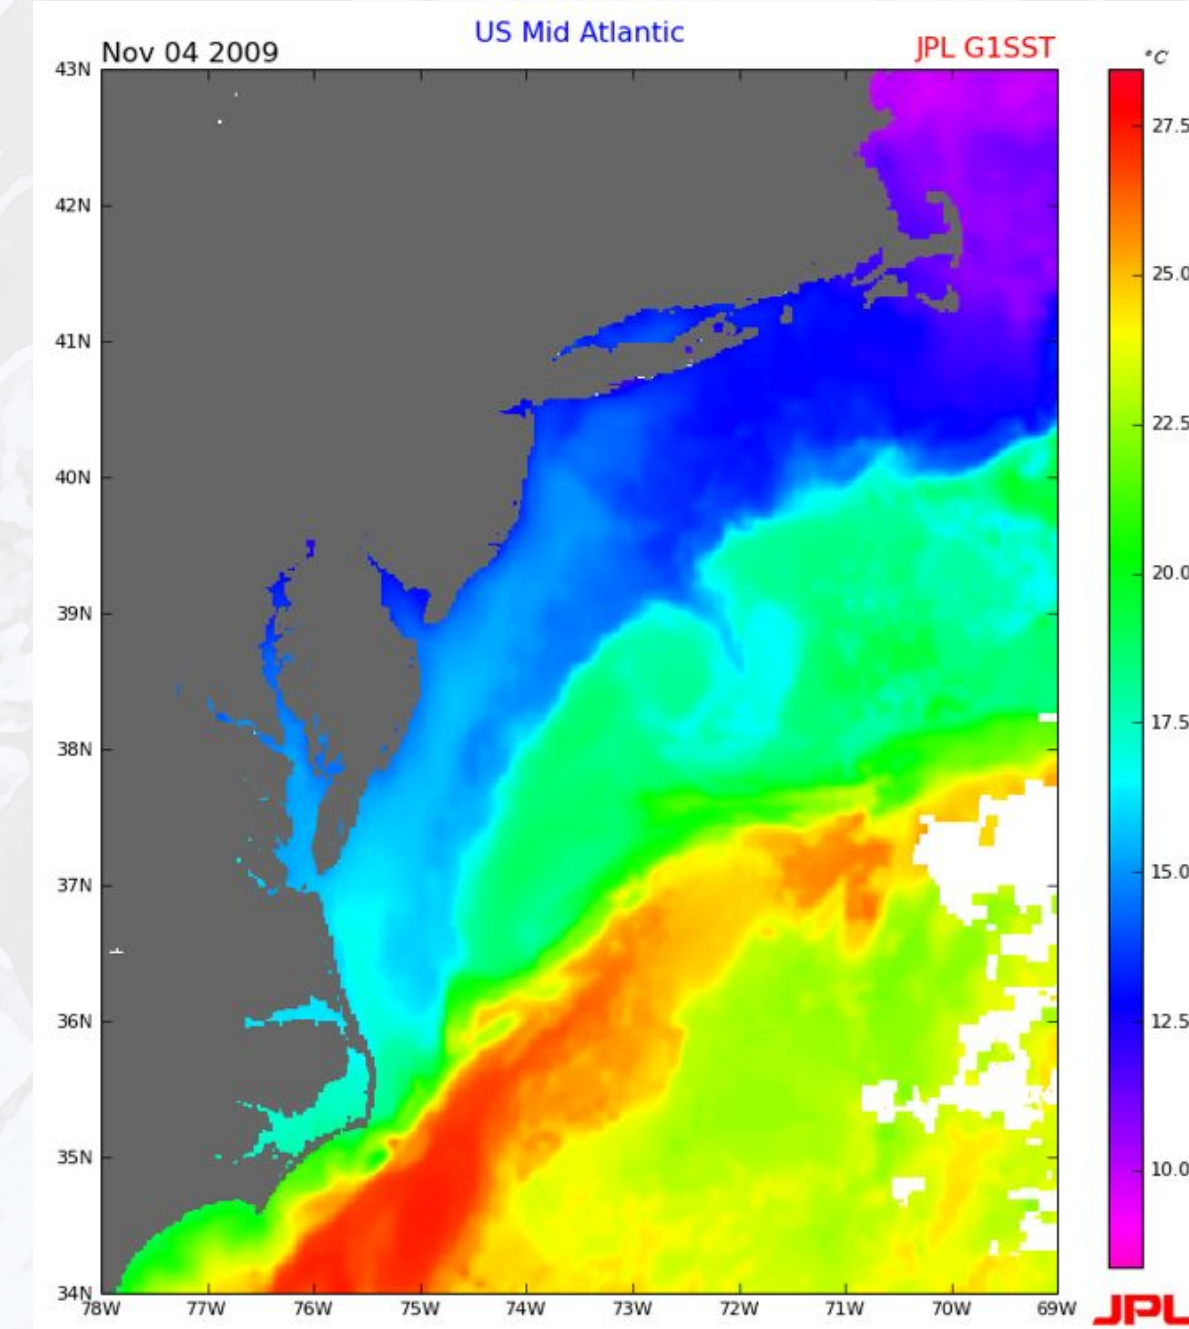 US Mid Atlantic
Nov 04 2009
JPL G1SST
°C
43N
42N
41N
40N
39N
38N
37N
36N
35N
34N
78W 77W 76W 75W 74W 73W 72W 71W 70W 69W
27.5
25.0
22.5
20.0
17.5
15.0
12.5
10.0
JPL